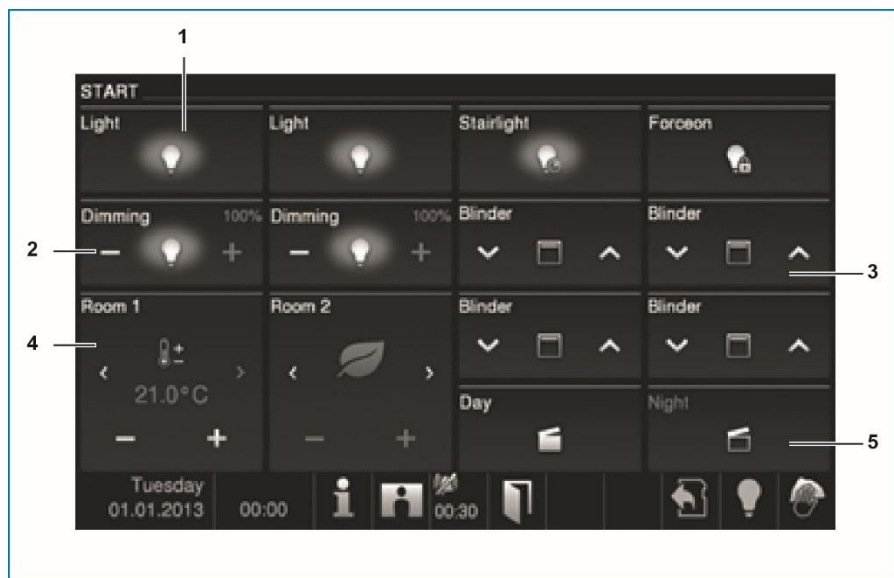 1
START
Light Light Stairlight Forceon
Dimming 100% Dimming 100% Blinder Blinder
2
3
Room 1 Room 2 Blinder Blinder
4
21.0°C
Day Night
5
Tuesday
01.01.2013 00:00 00:30